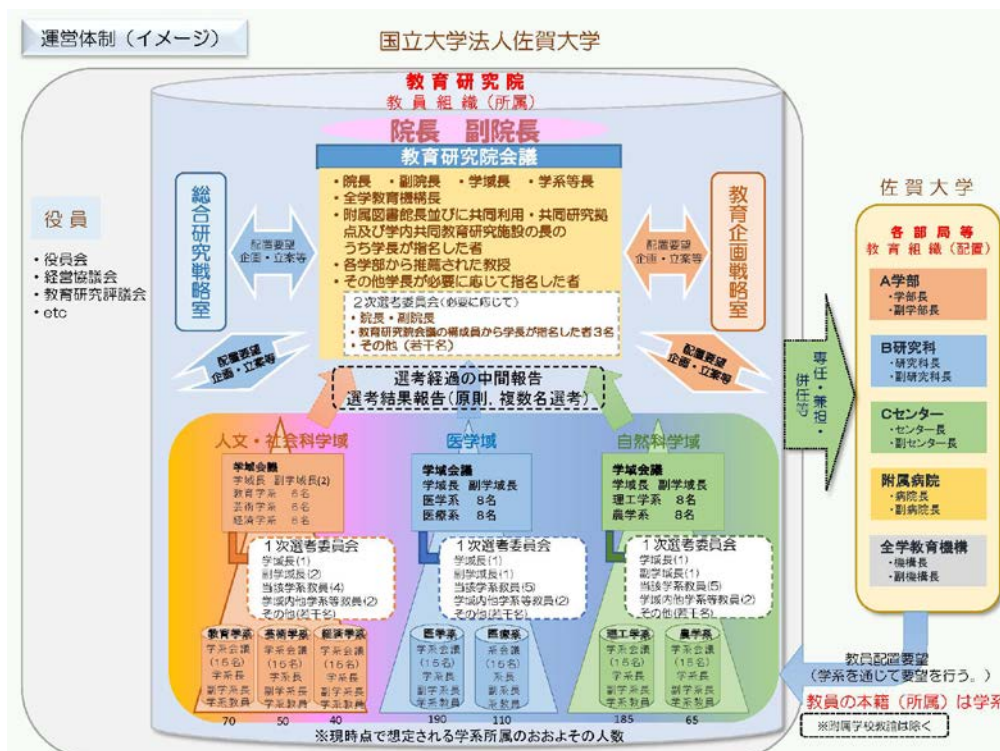 運営体制（イメージ）
国立大学法人佐賀大学
教育研究院
教員組織（所属）
院長　副院長
教育研究院会議
・院長　・副院長　・学域長　・学系等長
・全学教育機構長
・附属図書館長並びに共同利用・共同研究拠
点及び学内共同教育研究施設の長の
うち学長が指名した者
・各学部から推薦された教授
・その他学長が必要に応じて指名した者
２次選考委員会（必要に応じて）
・院長・副院長
・教育研究院会議の構成員から学長が指名した者３名
・その他（若干名）
役員
・役員会
・経営協議会
・教育研究評議会
・etc
総合研究戦略室
配置要望
企画・立案等
配置要望
企画・立案等
教育企画戦略室
配置要望
企画・立案等
配置要望
企画・立案等
選考経過の中間報告
選考結果報告（原則，複数名選考）
人文・社会科学域
学域会議
学域長　副学域長(2)
教育学系　6名
芸術学系　6名
経済学系　6名
１次選考委員会
学域長(1)
副学域長(2)
当該学系教員(4)
学域内他学系等教員(2)
その他(若干名)
教育学系
学系会議
(15名)
学系長
副学系長
学系教員
芸術学系
学系会議
(15名)
学系長
副学系長
学系教員
経済学系
学系会議
(15名)
学系長
副学系長
学系教員
70
50
40
医学域
学域会議
学域長　副学域長
医学系　8名
医療系　8名
１次選考委員会
学域長(1)
副学域長(1)
当該学系教員(5)
学域内他学系等教員(2)
その他(若干名)
医学系
学系会議
(15名)
学系長
副学系長
学系教員
医療系
系会議
(15名)
系長
副学系長
学系教員
190
110
自然科学域
学域会議
学域長　副学域長
理工学系　8名
農学系　8名
１次選考委員会
学域長(1)
副学域長(1)
当該学系教員(5)
学域内他学系等教員(2)
その他(若干名)
理工学系
学系会議
(15名)
学系長
副学系長
学系教員
農学系
学系会議
(15名)
学系長
副学系長
学系教員
185
65
※現時点で想定される学系所属のおおよその人数
専任・兼担・
併任等
佐賀大学
各部局等
教育組織（配置）
A学部
・学部長
・副学部長
B研究科
・研究科長
・副研究科長
Cセンター
・センター長
・副センター長
附属病院
・病院長
・副病院長
全学教育機構
・機構長
・副機構長
教員配置要望
（学系を通じて要望を行う。）
教員の本籍（所属）は学系
※附属学校教諭は除く